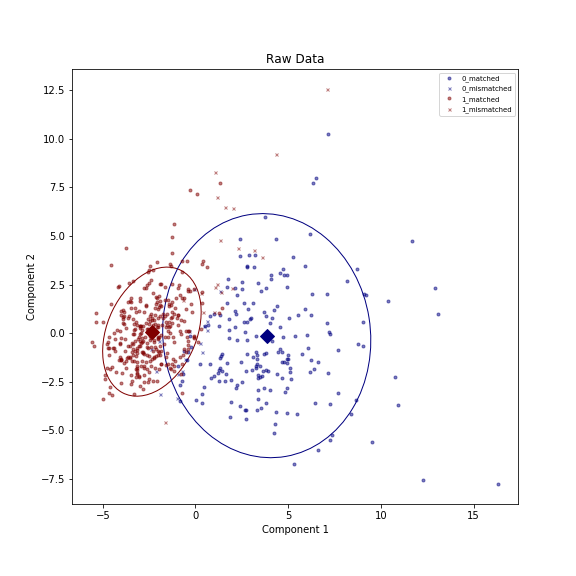 Raw Data
0_matched
0_mismatched
1_matched
1_mismatched
12.5
10.0
7.5
5.0
2.5
0.0
−2.5
−5.0
−7.5
Component 2
−5
0
5
10
15
Component 1